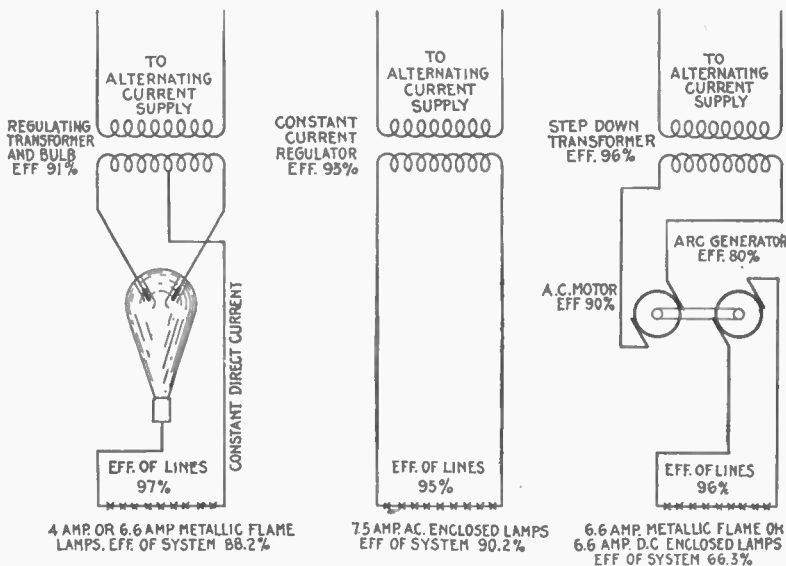 TO
ALTERNATING
CURRENT
SUPPLY
REGULATING
TRANSFORMER
AND BULB
EFF 91%
CONSTANT DIRECT CURRENT
EFF. OF LINES
97%
4 AMP. OR 6.6 AMP METALLIC FLAME
LAMPS. EFF. OF SYSTEM 88.2%
TO
ALTERNATING
CURRENT
SUPPLY
CONSTANT
CURRENT
REGULATOR
EFF. 95%
EFF. OF LINES
95%
7.5 AMP. AC. ENCLOSED LAMPS
EFF OF SYSTEM 90.2%
TO
ALTERNATING
CURRENT
SUPPLY
STEP DOWN
TRANSFORMER
EFF. 96%
ARC GENERATOR
EFF. 80%
A.C. MOTOR
EFF 90%
EFF. OF LINES
96%
6.6 AMP. METALLIC FLAME OR
6.6 AMP. D.C ENCLOSED LAMPS
EFF OF SYSTEM 66.3%